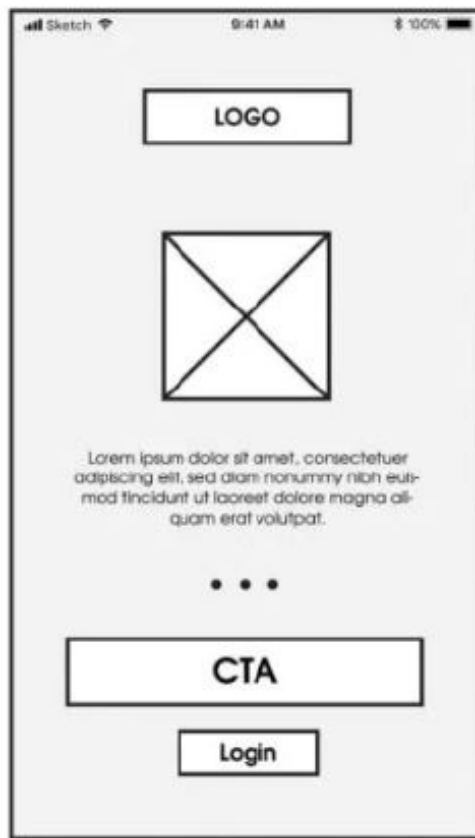 Sketch 9:41 AM 100%
LOGO
Lorem ipsum dolor sit amet, consectetuer
adipiscing elit, sed diam nonummy nibh euis-
mod tincidunt ut laoreet dolore magna ali-
quam erat volutpat.
CTA
Login